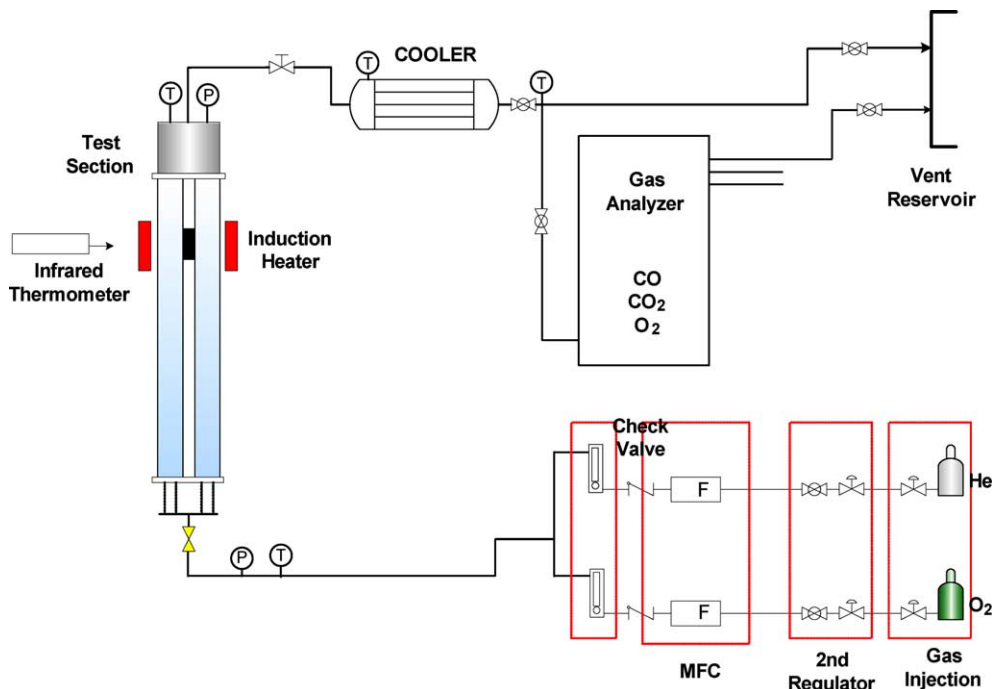 COOLER
T
T
T
P
Test
Section
Gas
Analyzer
Vent
Reservoir
Induction
Heater
Infrared
Thermometer
CO
CO₂
O₂
Check
Valve
F
He
P
T
F
O₂
MFC
2nd
Regulator
Gas
Injection